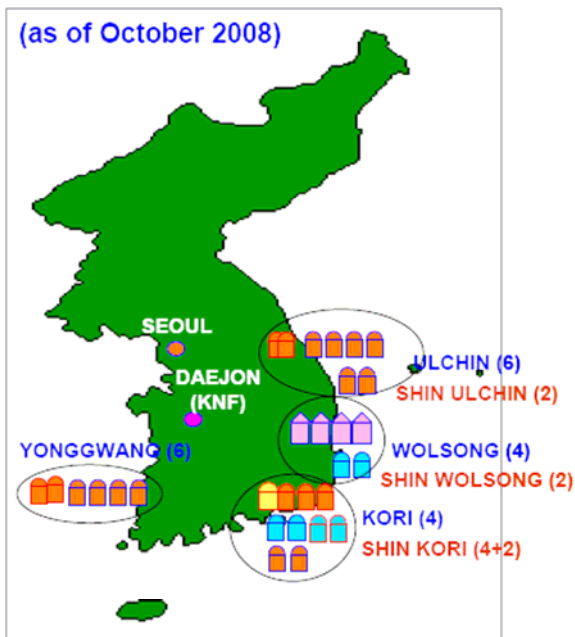 (as of October 2008)
SEOUL
DAEJON
(KNF)
ULCHIN (6)
SHIN ULCHIN (2)
YONGGWANG (6)
WOLSONG (4)
SHIN WOLSONG (2)
KORI (4)
SHIN KORI (4+2)